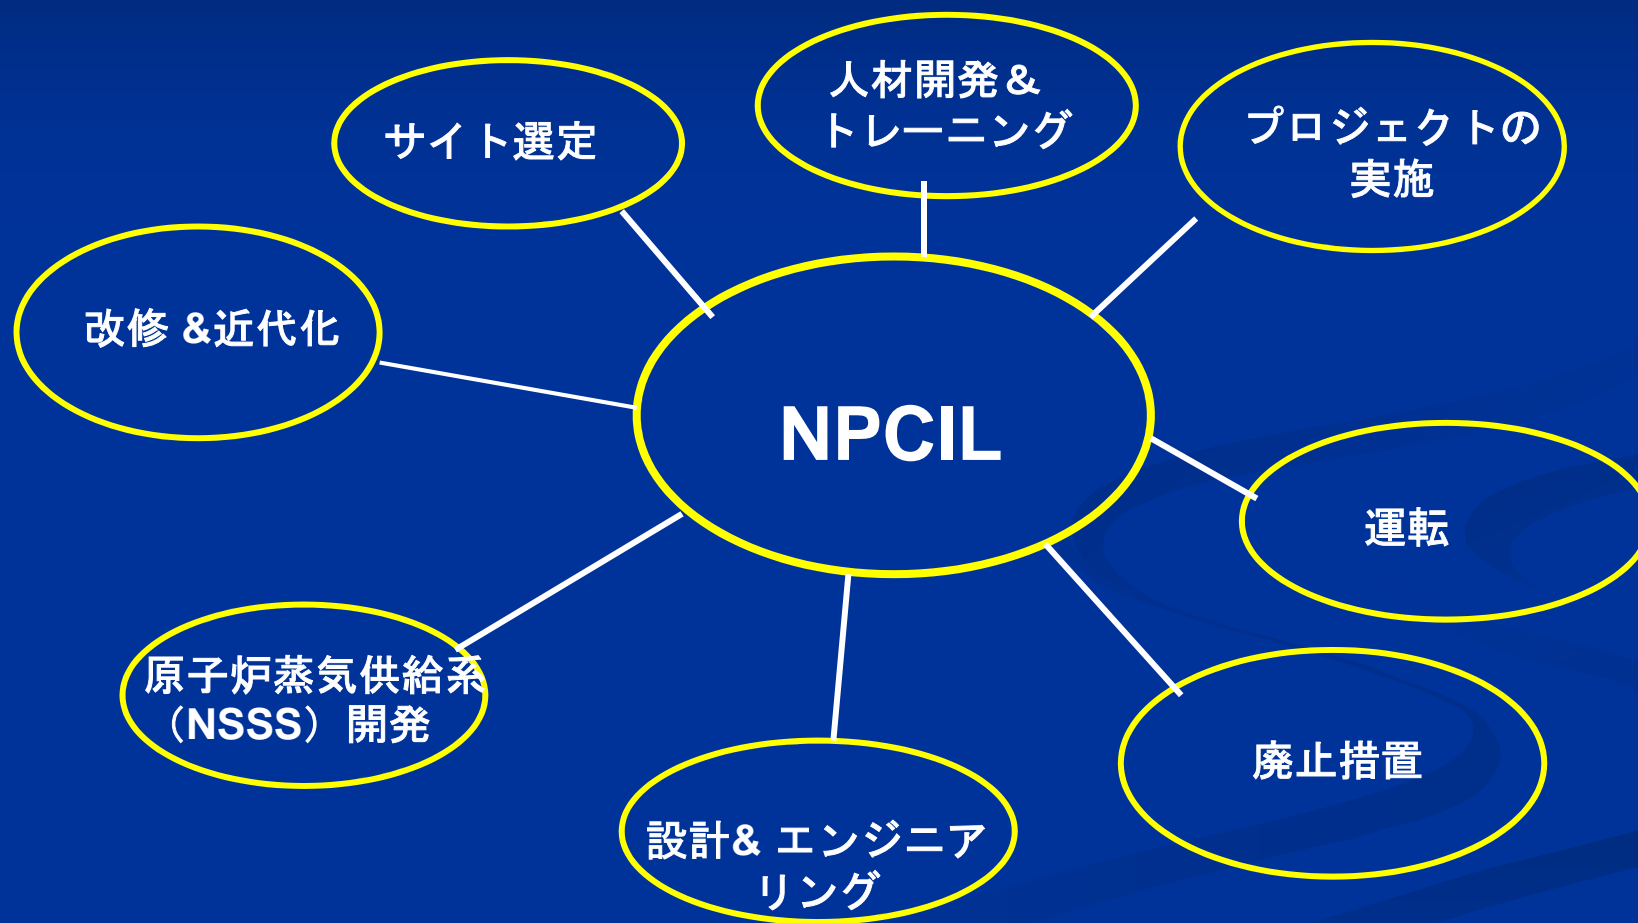 人材開発＆
トレーニング
サイト選定
プロジェクトの
実施
改修 &近代化
NPCIL
運転
原子炉蒸気供給系
（NSSS）開発
廃止措置
設計& エンジニア
リング